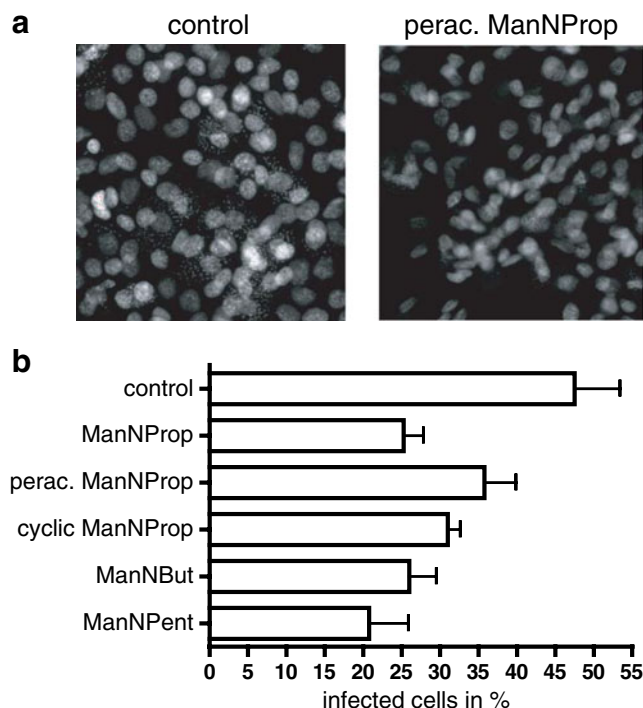 a
control
perac. ManNProp
b
control
ManNProp
perac. ManNProp
cyclic ManNProp
ManNBut
ManNPent
0 5 10 15 20 25 30 35 40 45 50 55
infected cells in %